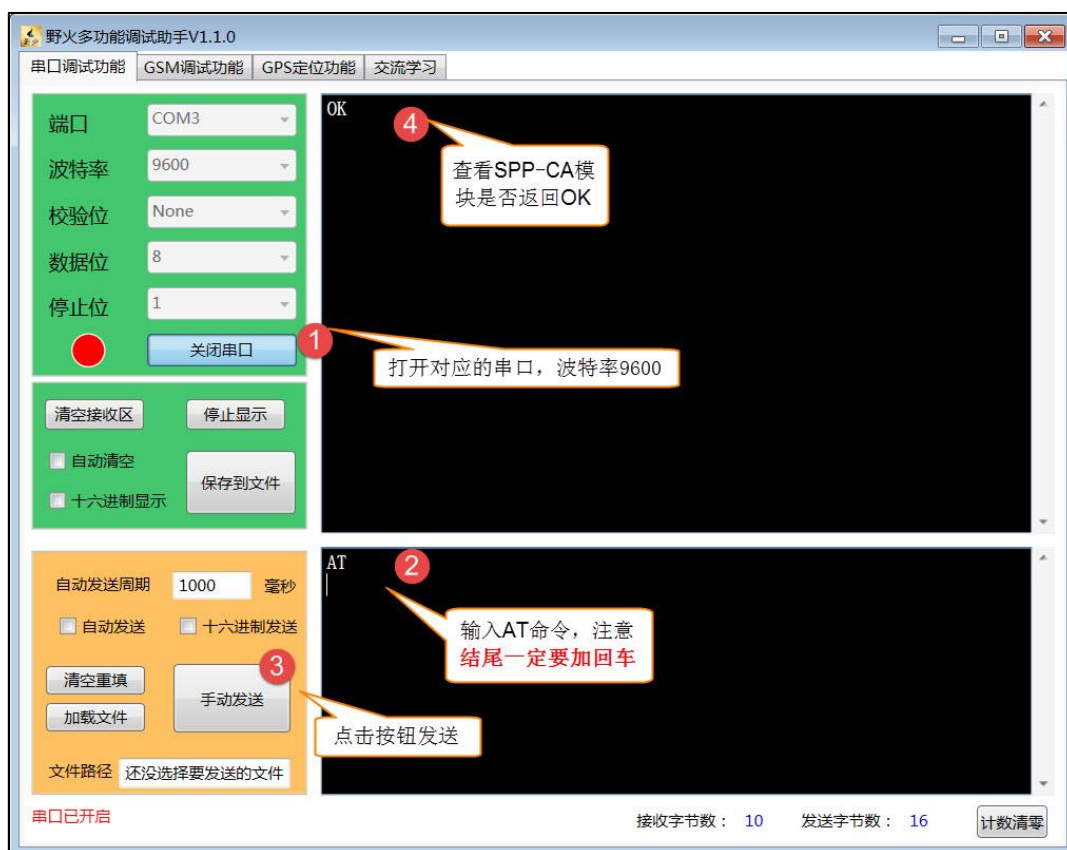 野火多功能调试助手V1.1.0
串口调试功能 GSM调试功能 GPS定位功能 交流学习
端口 COM3
波特率 9600
校验位 None
数据位 8
停止位 1
关闭串口
1
打开对应的串口，波特率9600
OK
4
查看SPP-CA模
块是否返回OK
清空接收区 停止显示
自动清空
保存到文件
十六进制显示
AT
2
输入AT命令，注意
结尾一定要加回车
自动发送周期 1000 毫秒
自动发送 十六进制发送
3
清空重填
手动发送
加载文件
点击按钮发送
文件路径 还没选择要发送的文件
串口已开启
接收字节数： 10 发送字节数： 16 计数清零